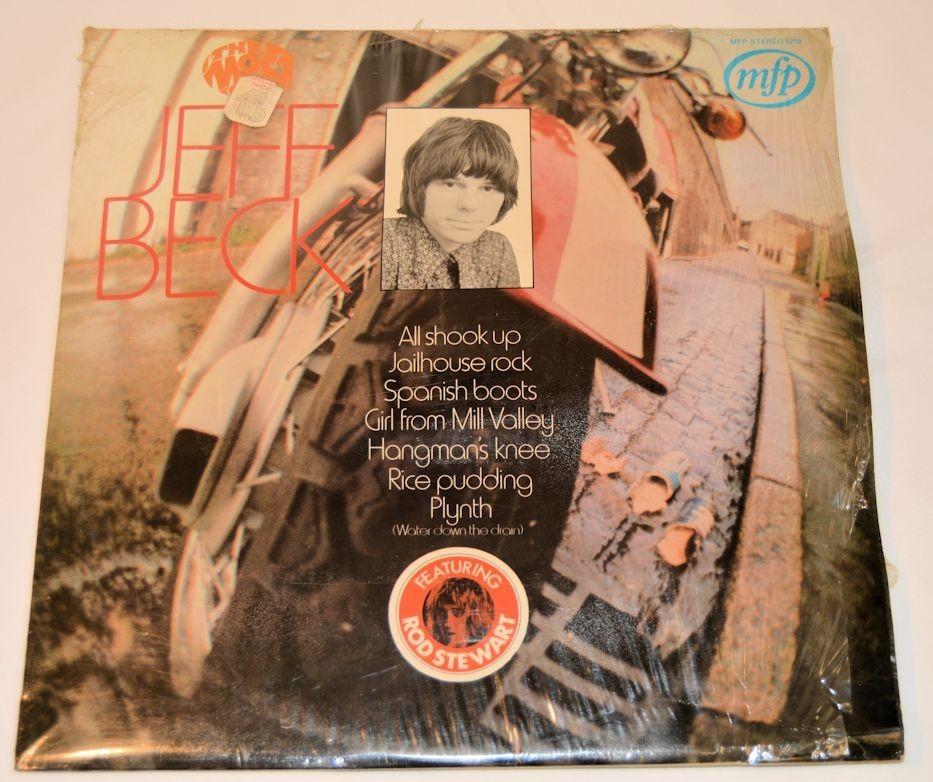 MFP STEREO 5219
mfp
THE
MOST
JEFF
BECK
All shook up
Jailhouse rock
Spanish boots
Girl from Mill Valley
Hangman's knee
Rice pudding
Plynth
(Water down the drain)
FEATURING
ROD STEWART